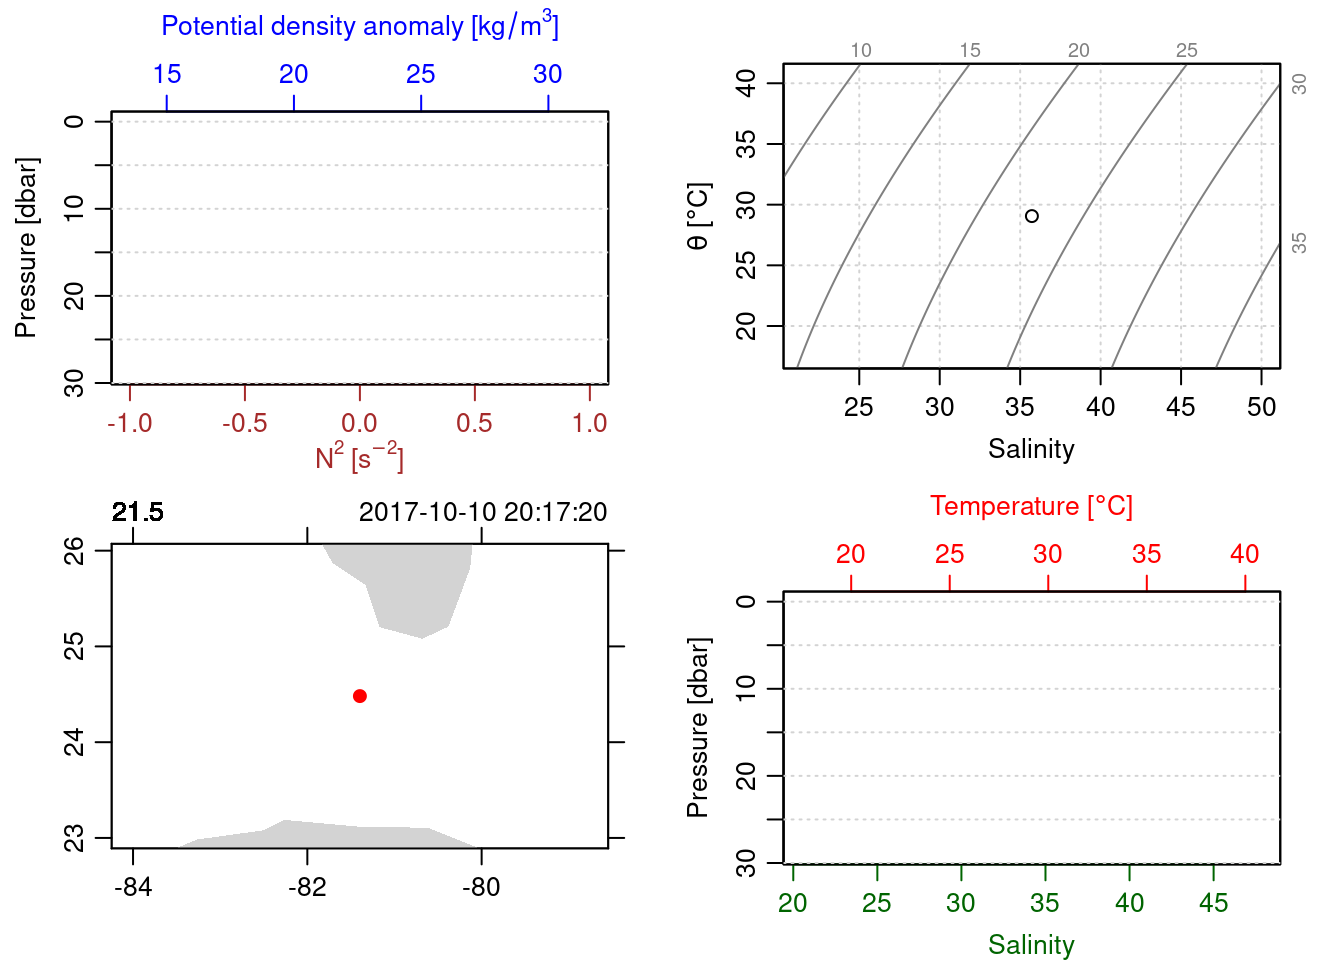 Potential density anomaly [kg/m³]
15 20 25 30
Pressure [dbar]
0
10
20
30
-1.0 -0.5 0.0 0.5 1.0
N² [s⁻²]
10 15 20 25
30
35
θ [°C]
40
35
30
25
20
25 30 35 40 45 50
Salinity
21.5 2017-10-10 20:17:20
26
25
24
23
-84 -82 -80
Temperature [°C]
20 25 30 35 40
Pressure [dbar]
0
10
20
30
20 25 30 35 40 45
Salinity